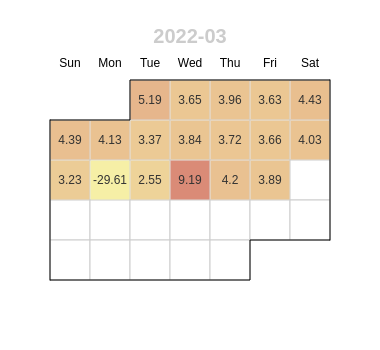 2022-03
Sun Mon Tue Wed Thu Fri Sat
5.19 3.65 3.96 3.63 4.43
4.39 4.13 3.37 3.84 3.72 3.66 4.03
3.23 -29.61 2.55 9.19 4.2 3.89